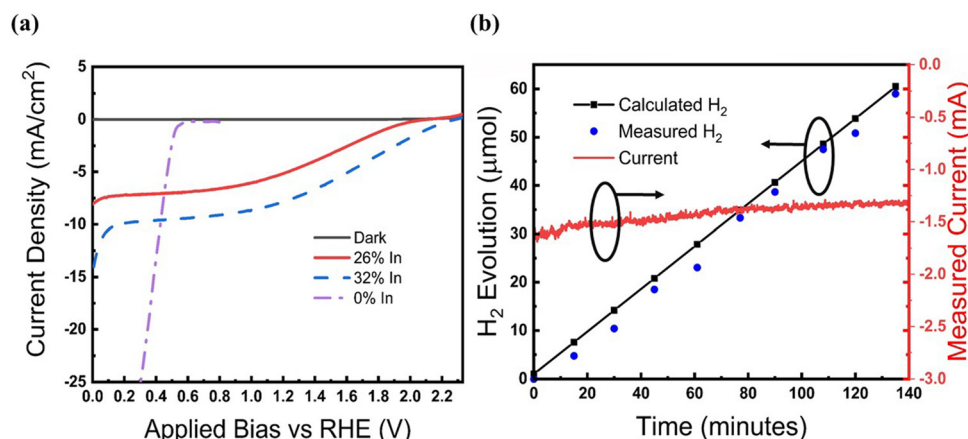 (a)
5
0
-5
-10
-15
-20
-25
Current Density (mA/cm²)
Dark
26% In
32% In
0% In
0.0 0.2 0.4 0.6 0.8 1.0 1.2 1.4 1.6 1.8 2.0 2.2
Applied Bias vs RHE (V)
(b)
60
50
40
30
20
10
0
H₂ Evolution (μmol)
Calculated H₂
Measured H₂
Current
0.0
-0.5
-1.0
-1.5
-2.0
-2.5
-3.0
Measured Current (mA)
0 20 40 60 80 100 120 140
Time (minutes)